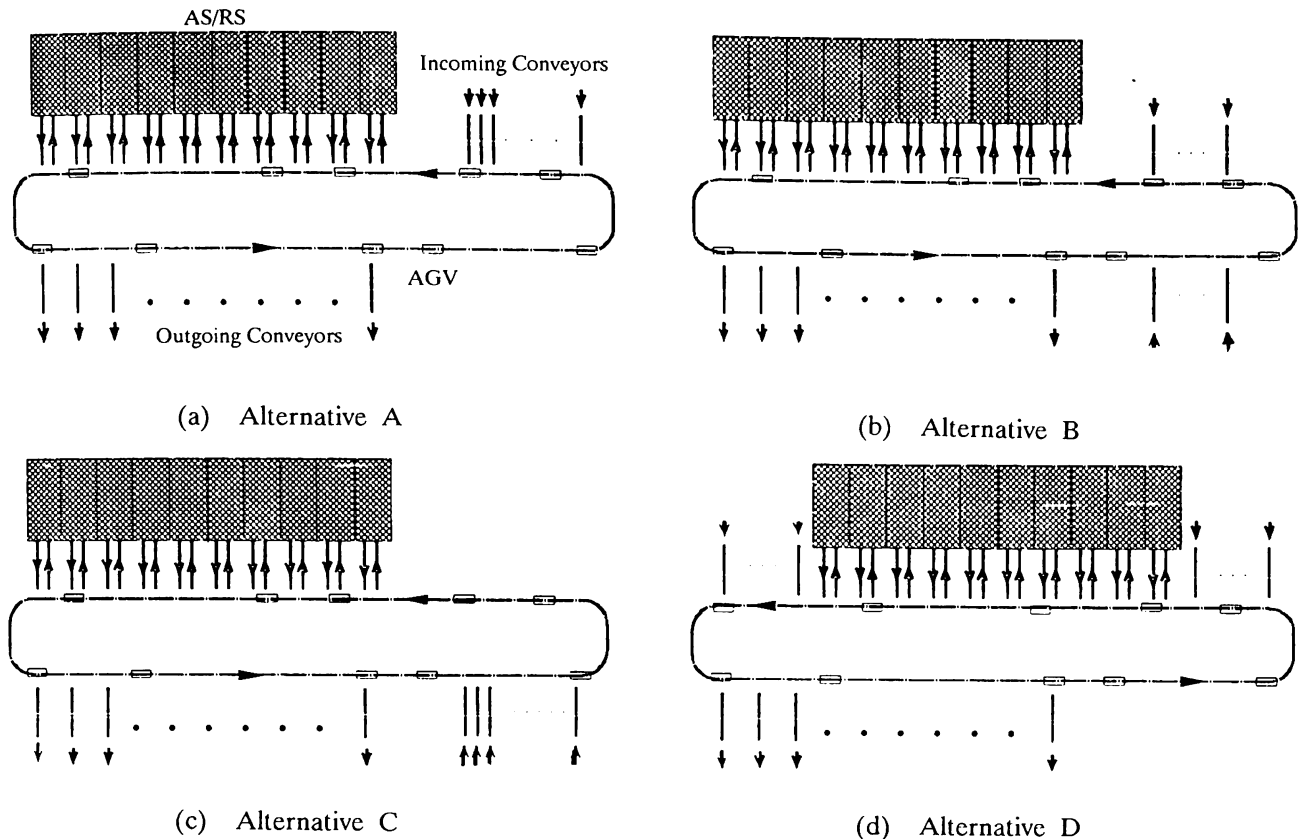 AS/RS
Incoming Conveyors
AGV
Outgoing Conveyors
(a) Alternative A
(b) Alternative B
(c) Alternative C
(d) Alternative D